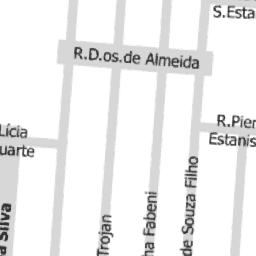 S.Esta
R.D.os.de Almeida
R.Pier
Estanis
Lícia
uarte
a Silva
Trojan
na Fabeni
de Souza Filho